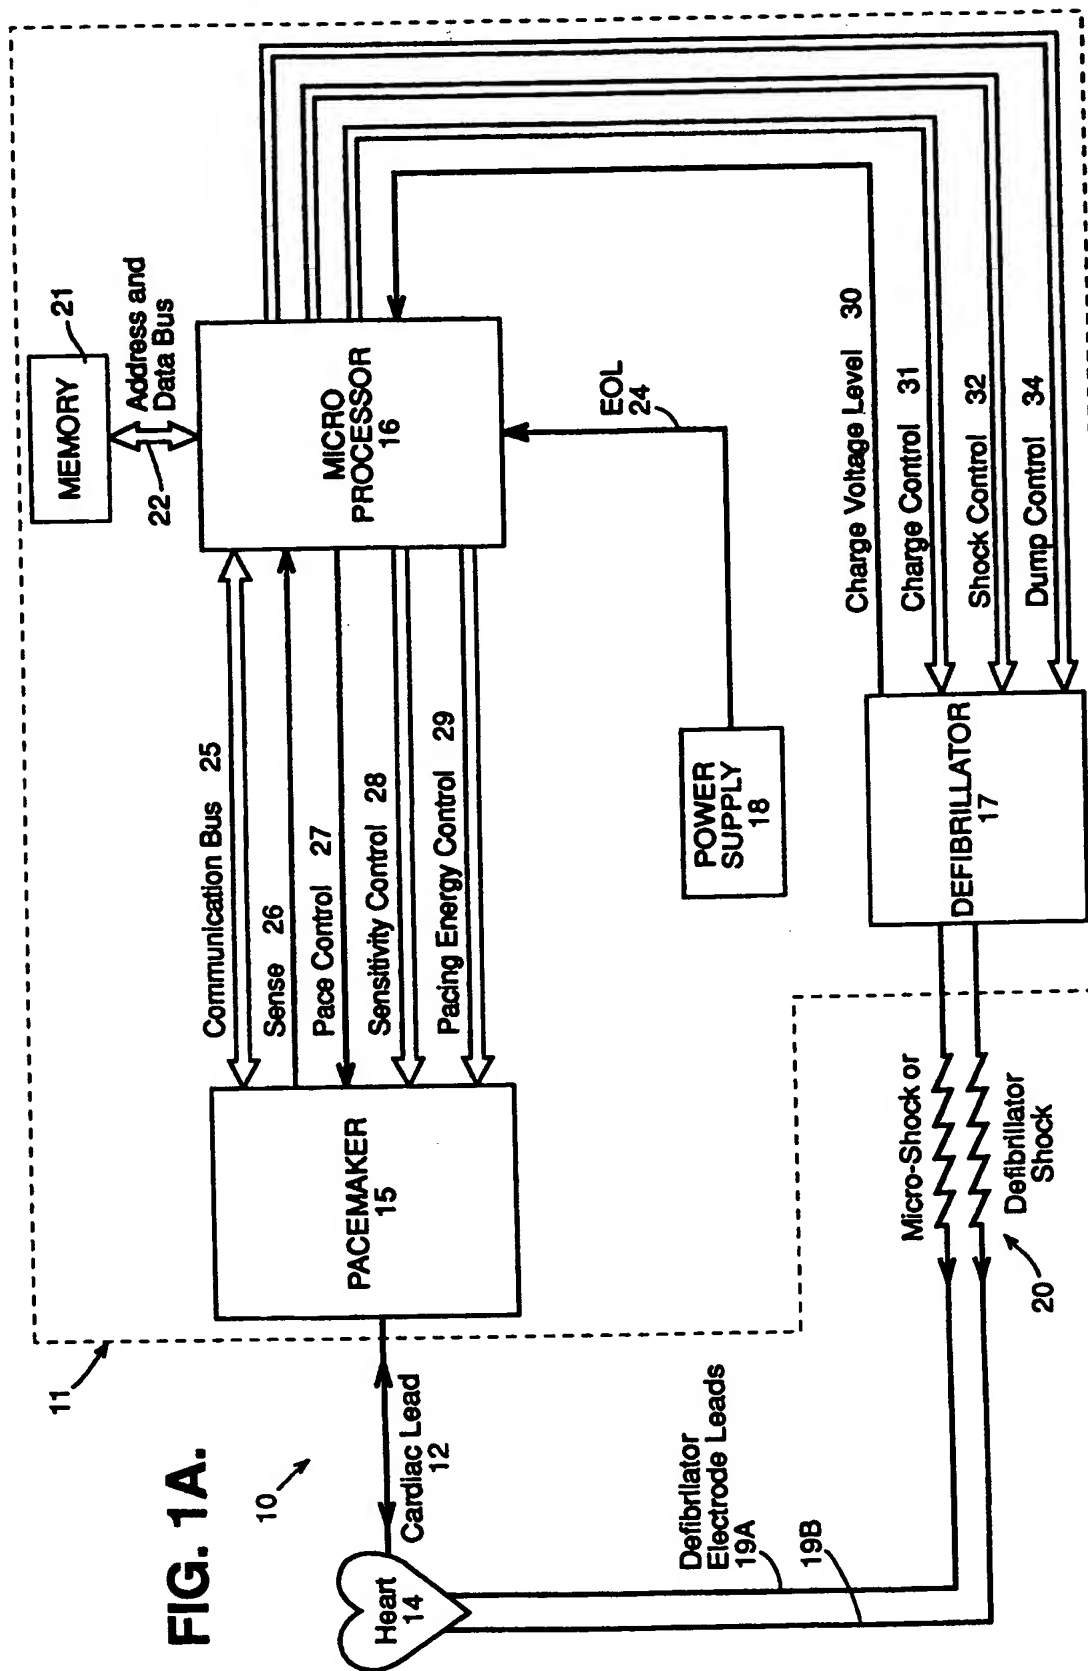 FIG. 1A.
10
11
Heart
14
Cardiac Lead
12
PACEMAKER
15
Communication Bus 25
Sense 26
Pace Control 27
Sensitivity Control 28
Pacing Energy Control 29
MEMORY
21
22
Address and
Data Bus
MICRO
PROCESSOR
16
EOL
24
POWER
SUPPLY
18
Defibrillator
Electrode Leads
19A
19B
Micro-Shock or
Defibrillator
Shock
20
DEFIBRILLATOR
17
Charge Voltage Level 30
Charge Control 31
Shock Control 32
Dump Control 34